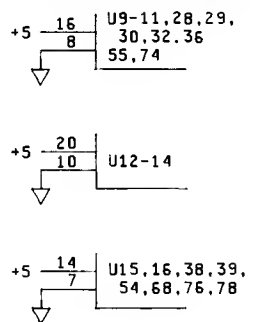 16 U9-11,28,29,
+5
8 30,32.36
55,74
20
+5
10 U12-14
14 U15,16,38,39,
+5
7 54,68,76,78